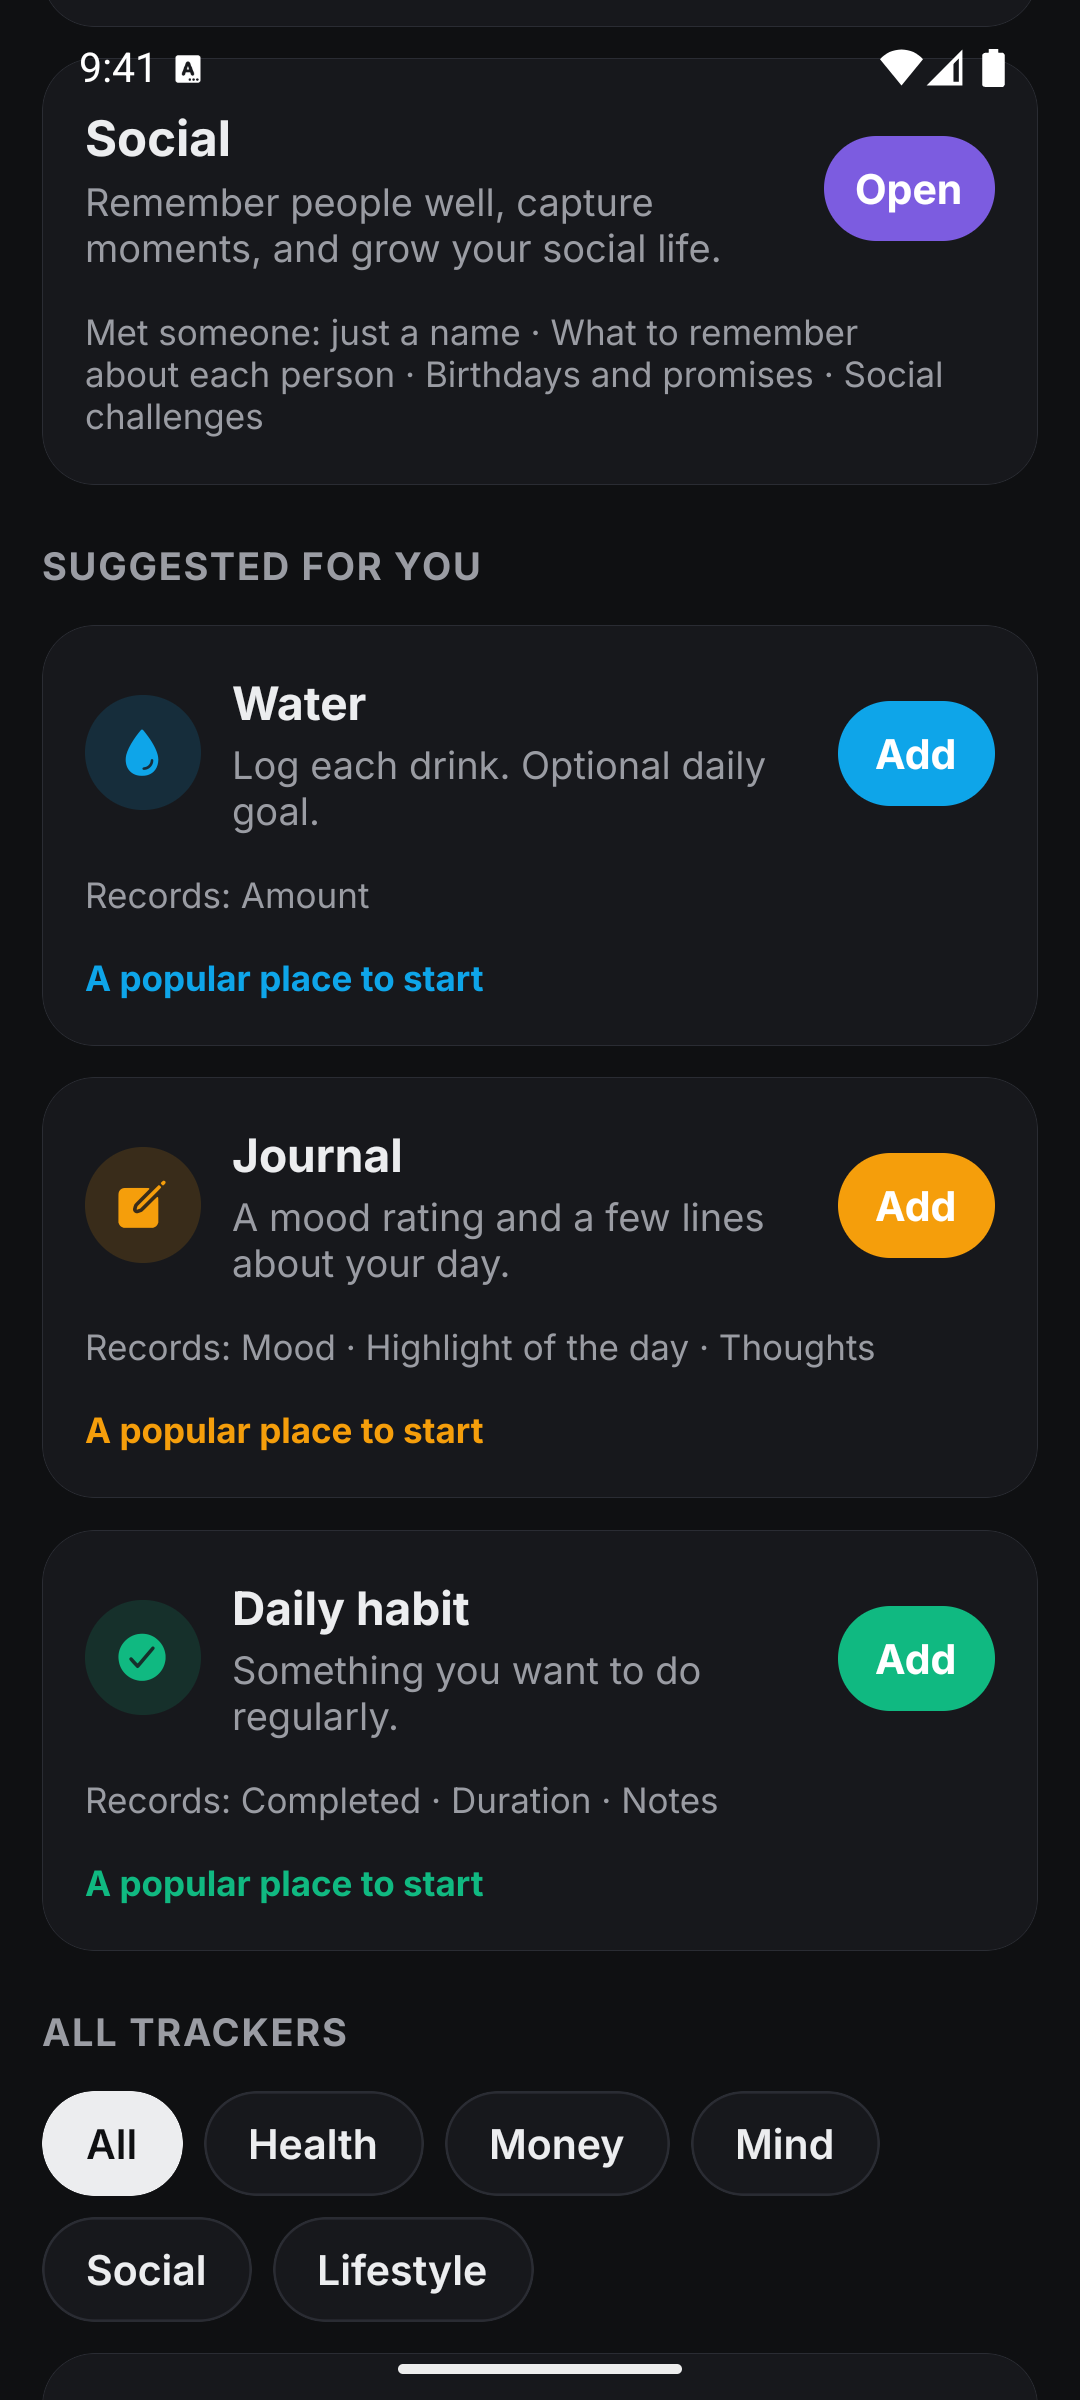 9:41
Social
Open
Remember people well, capture
moments, and grow your social life.
Met someone: just a name · What to remember
about each person · Birthdays and promises · Social
challenges
SUGGESTED FOR YOU
Water
Log each drink. Optional daily
goal.
Add
Records: Amount
A popular place to start
Journal
A mood rating and a few lines
about your day.
Add
Records: Mood · Highlight of the day · Thoughts
A popular place to start
Daily habit
Something you want to do
regularly.
Add
Records: Completed · Duration · Notes
A popular place to start
ALL TRACKERS
All Health Money Mind
Social Lifestyle